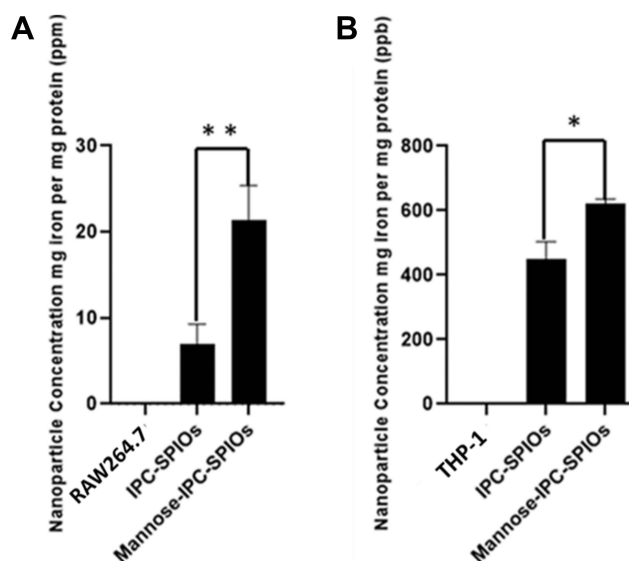 A
Nanoparticle Concentration mg iron per mg protein (ppm)
30
20
10
0
**
RAW264.7
IPC-SPIOs
Mannose-IPC-SPIOs
B
Nanoparticle Concentration mg iron per mg protein (ppb)
800
600
400
200
0
*
THP-1
IPC-SPIOs
Mannose-IPC-SPIOs